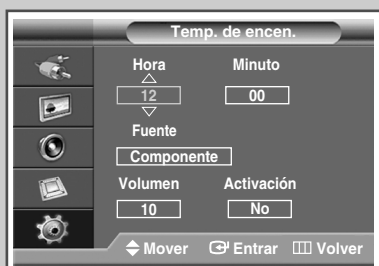 Temp. de encen.
Hora Minuto
12 00
Fuente
Componente
Volumen Activación
10 No
Mover Entrar Volver